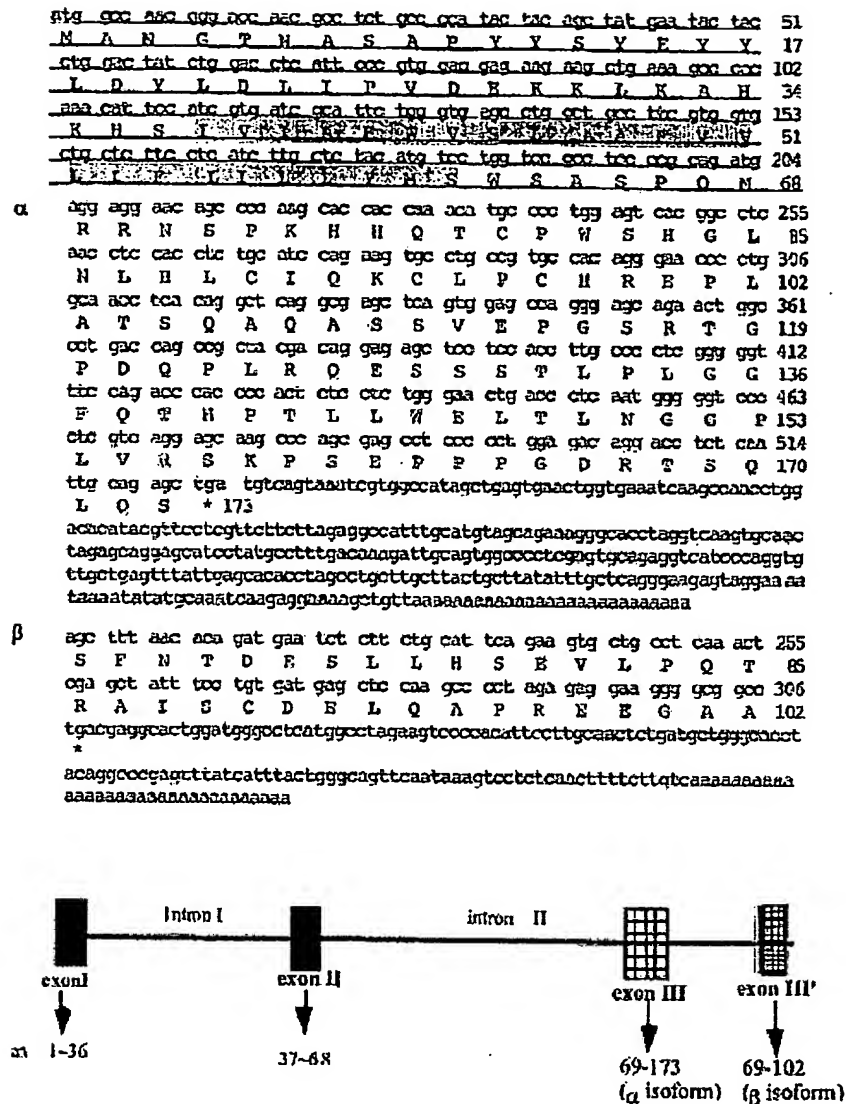 atg gcc aac ggg acc aac gcc tct gcc cca tac tac agc tat gaa tac tac 51
M A N G T N A S A P Y Y S Y E Y Y 17
ctg gac tat ctg gac ctc att ccc gtg gac gag aag aag ctg aaa gcc cac 102
L D Y L D L I P V D E K K L K A H 36
aaa cat tcc atc gtg atc gca ttc tgg gtg agc ctg gct gcc ttc gtg gtg 153
K H S I V I A F W V S L A A F V V 51
ctg ctc ttc ctc atc ttg ctc tac atg tcc tgg tcc gcc tcc ccg cag atg 204
L L F L I L L Y M S W S A S P Q M 68
α agg agg aac agc ccc aag cac cac caa aca tgc ccc tgg agt cac ggc ctc 255
R R N S P K H H Q T C P W S H G L 85
aac ctc cac ctc tgc atc cag aag tgc ctg ccg tgc cac agg gaa ccc ctg 306
N L H L C I Q K C L P C H R E P L 102
gca acc tca cag gct cag gcg agc tca gtg gag cca ggg agc aga act ggc 361
A T S Q A Q A S S V E P G S R T G 119
cct gac cag ccg cta cga cag gag agc tcc tcc acc ttg ccc ctc ggg ggt 412
P D Q P L R Q E S S S T L P L G G 136
ttc cag acc cac ccc act ctc ctc tgg gaa ctg acc ctc aat ggg ggt ccc 463
F Q T H P T L L W E L T L N G G P 153
ctc gtc agg agc aag ccc agc gag cct ccc cct gga gac agg acc tct caa 514
L V R S K P S E P P P G D R T S Q 170
ttg cag agc tga tgtcagtaaatcgtggccatagctgagtgaactggtgaaatcaagccaacctgg
L Q S * 173
acacatacgttcctcgttcttcttagaggccatttgcatgtagcagaaagggcacctaggtcaagtgcaac
tagagcaggagcatcctatgcctttgacaaagattgcagtggcccctcgagtgcagaggtcatcccaggtg
ttgctgagtttattgagcacacctagcctgcttgcttactgcttatatttgctcagggaagagtaggaaaa
taaaatatatgcaaatcaagaggaaaagctgttaaaaaaaaaaaaaaaaaaaaaaaaaaa
β agc ttt aac aca gat gaa tct ctt ctg cat tca gaa gtg ctg cct caa act 255
S F N T D E S L L H S E V L P Q T 85
cga gct att tcc tgt gat gag ctc caa gcc cct aga gag gaa ggg gcg gcc 306
R A I S C D E L Q A P R E E G A A 102
tgacgaggcactggatgggcctcatggcctagaagtccccacattccttgcaactctgatgctgggcacct
*
acaggcccgagcttatcatttactgggcagttcaataaagtcctctcaacttttcttgtcaaaaaaaaaa
aaaaaaaaaaaaaaaaaaaaaa
Intron I intron II
exonI exon II exon III exon III'
aa 1-36 37-68 69-173 69-102
(α isoform) (β isoform)